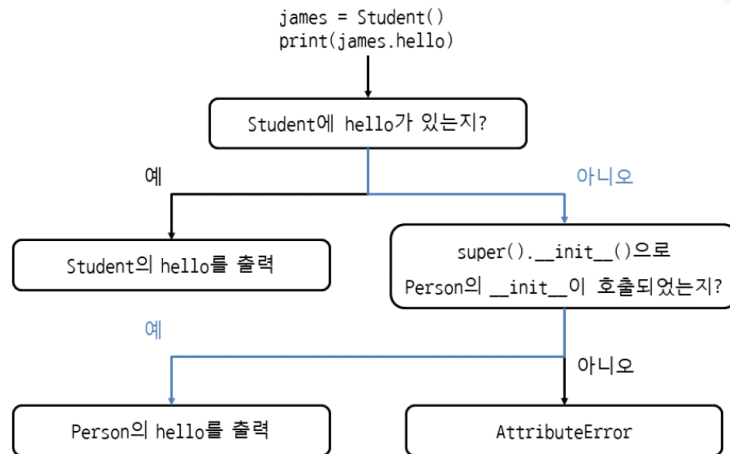 james = Student()
print(james.hello)
Student에 hello가 있는지?
예
아니오
Student의 hello를 출력
super().__init__()으로
Person의 __init__이 호출되었는지?
예
아니오
Person의 hello를 출력
AttributeError